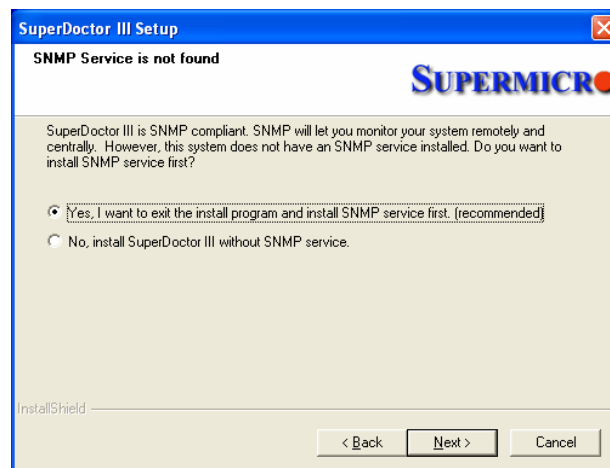 SuperDoctor III Setup
SNMP Service is not found
SUPERMICR
SuperDoctor III is SNMP compliant. SNMP will let you monitor your system remotely and
centrally.  However, this system does not have an SNMP service installed. Do you want to
install SNMP service first?
Yes, I want to exit the install program and install SNMP service first. (recommended)
No, install SuperDoctor III without SNMP service.
InstallShield
< Back
Next >
Cancel